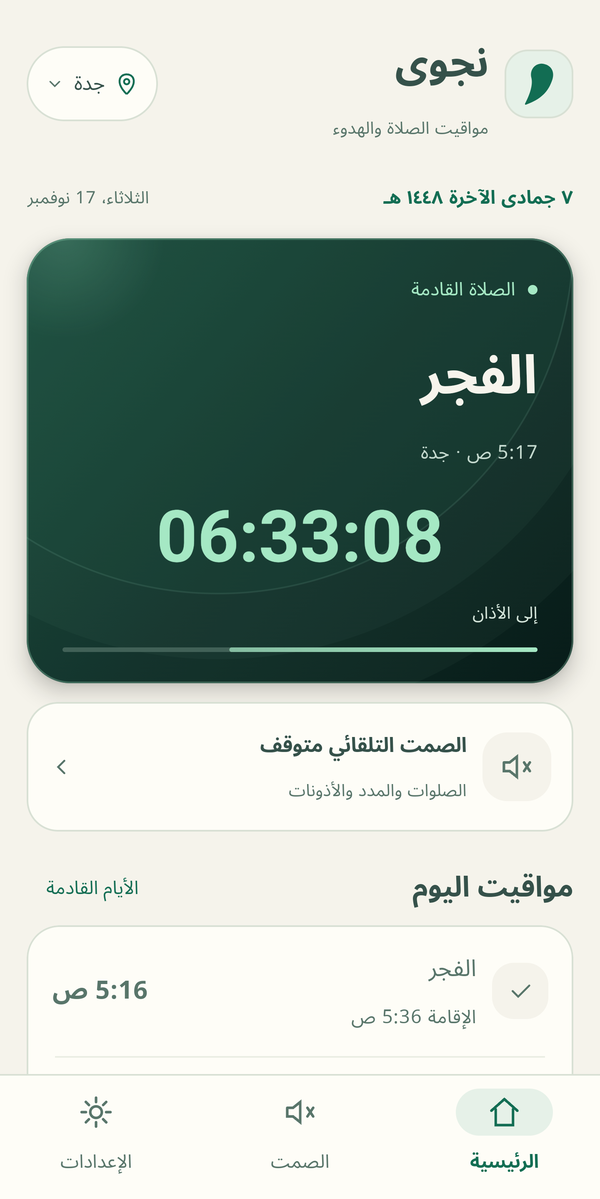 نجوى
مواقيت الصلاة والهدوء
جدة
٧ جمادى الآخرة ١٤٤٨ هـ
الثلاثاء، 17 نوفمبر
الصلاة القادمة
الفجر
5:17 ص · جدة
06:33:08
إلى الأذان
الصمت التلقائي متوقف
الصلوات والمدد والأذونات
مواقيت اليوم
الأيام القادمة
الفجر
5:16 ص
الإقامة 5:36 ص
الرئيسية
الصمت
الإعدادات